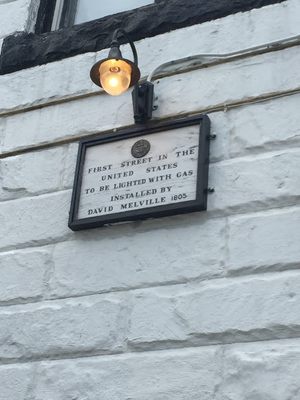 FIRST STREET IN THE
UNITED STATES
TO BE LIGHTED WITH GAS
INSTALLED BY
DAVID MELVILLE 1805